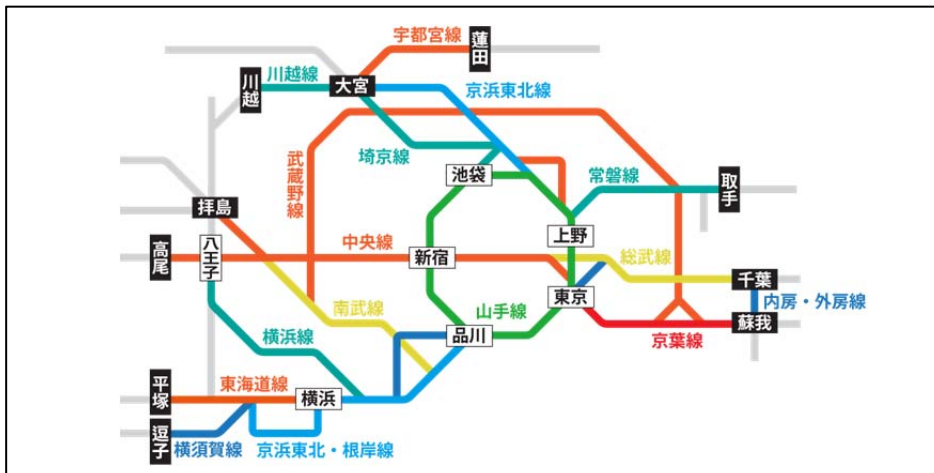 宇都宮線
蓮田
川越
川越線
大宮
京浜東北線
埼京線
武蔵野線
池袋
常磐線
取手
拝島
上野
高尾
八王子
中央線
新宿
総武線
千葉
東京
内房・外房線
南武線
山手線
品川
蘇我
京葉線
横浜線
平塚
東海道線
横浜
逗子
横須賀線
京浜東北・根岸線